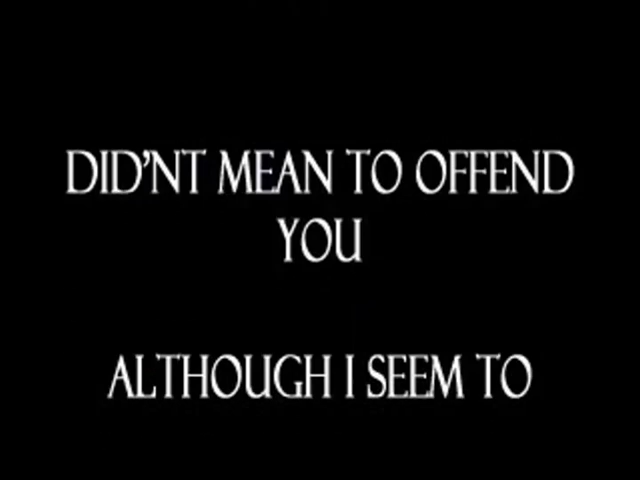 DID'NT MEAN TO OFFEND
YOU
ALTHOUGH I SEEM TO